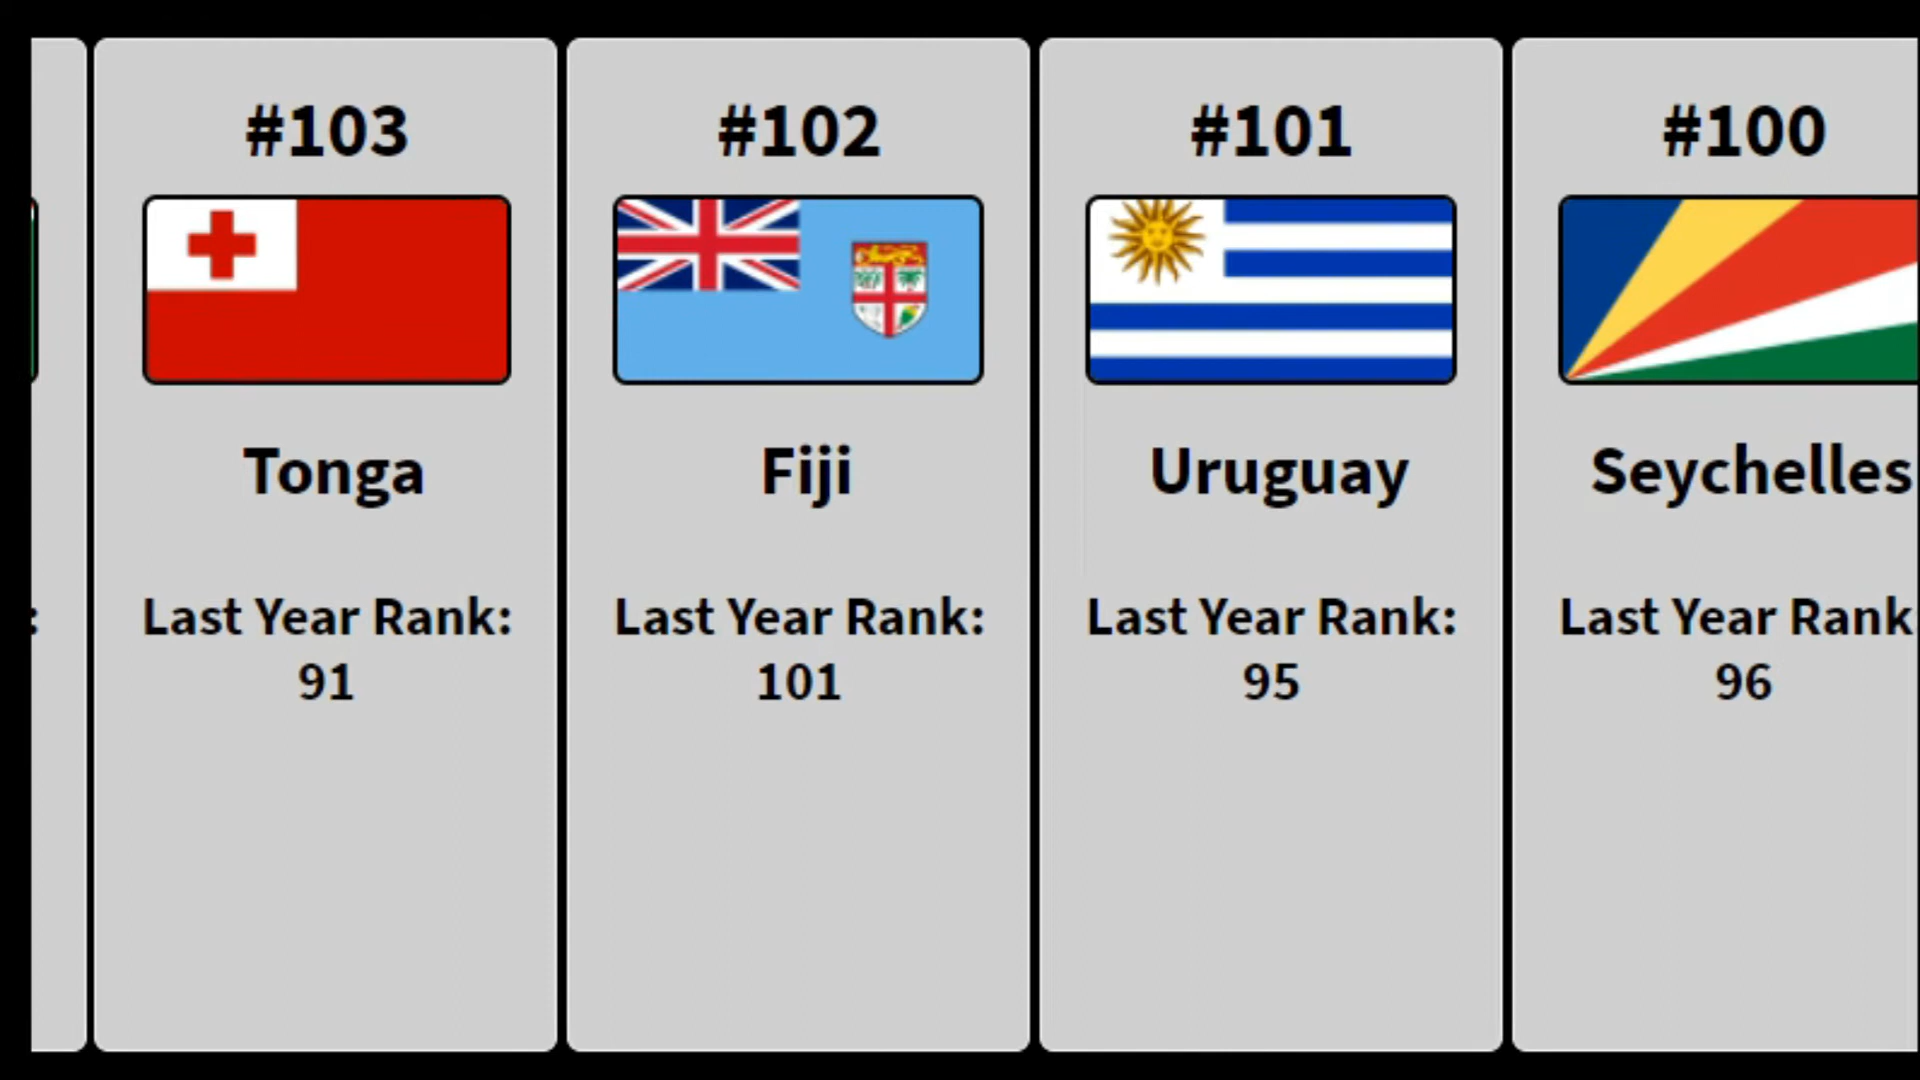 :
#103
Tonga
Last Year Rank:
91
#102
Fiji
Last Year Rank:
101
#101
Uruguay
Last Year Rank:
95
#100
Seychelles
Last Year Rank
96